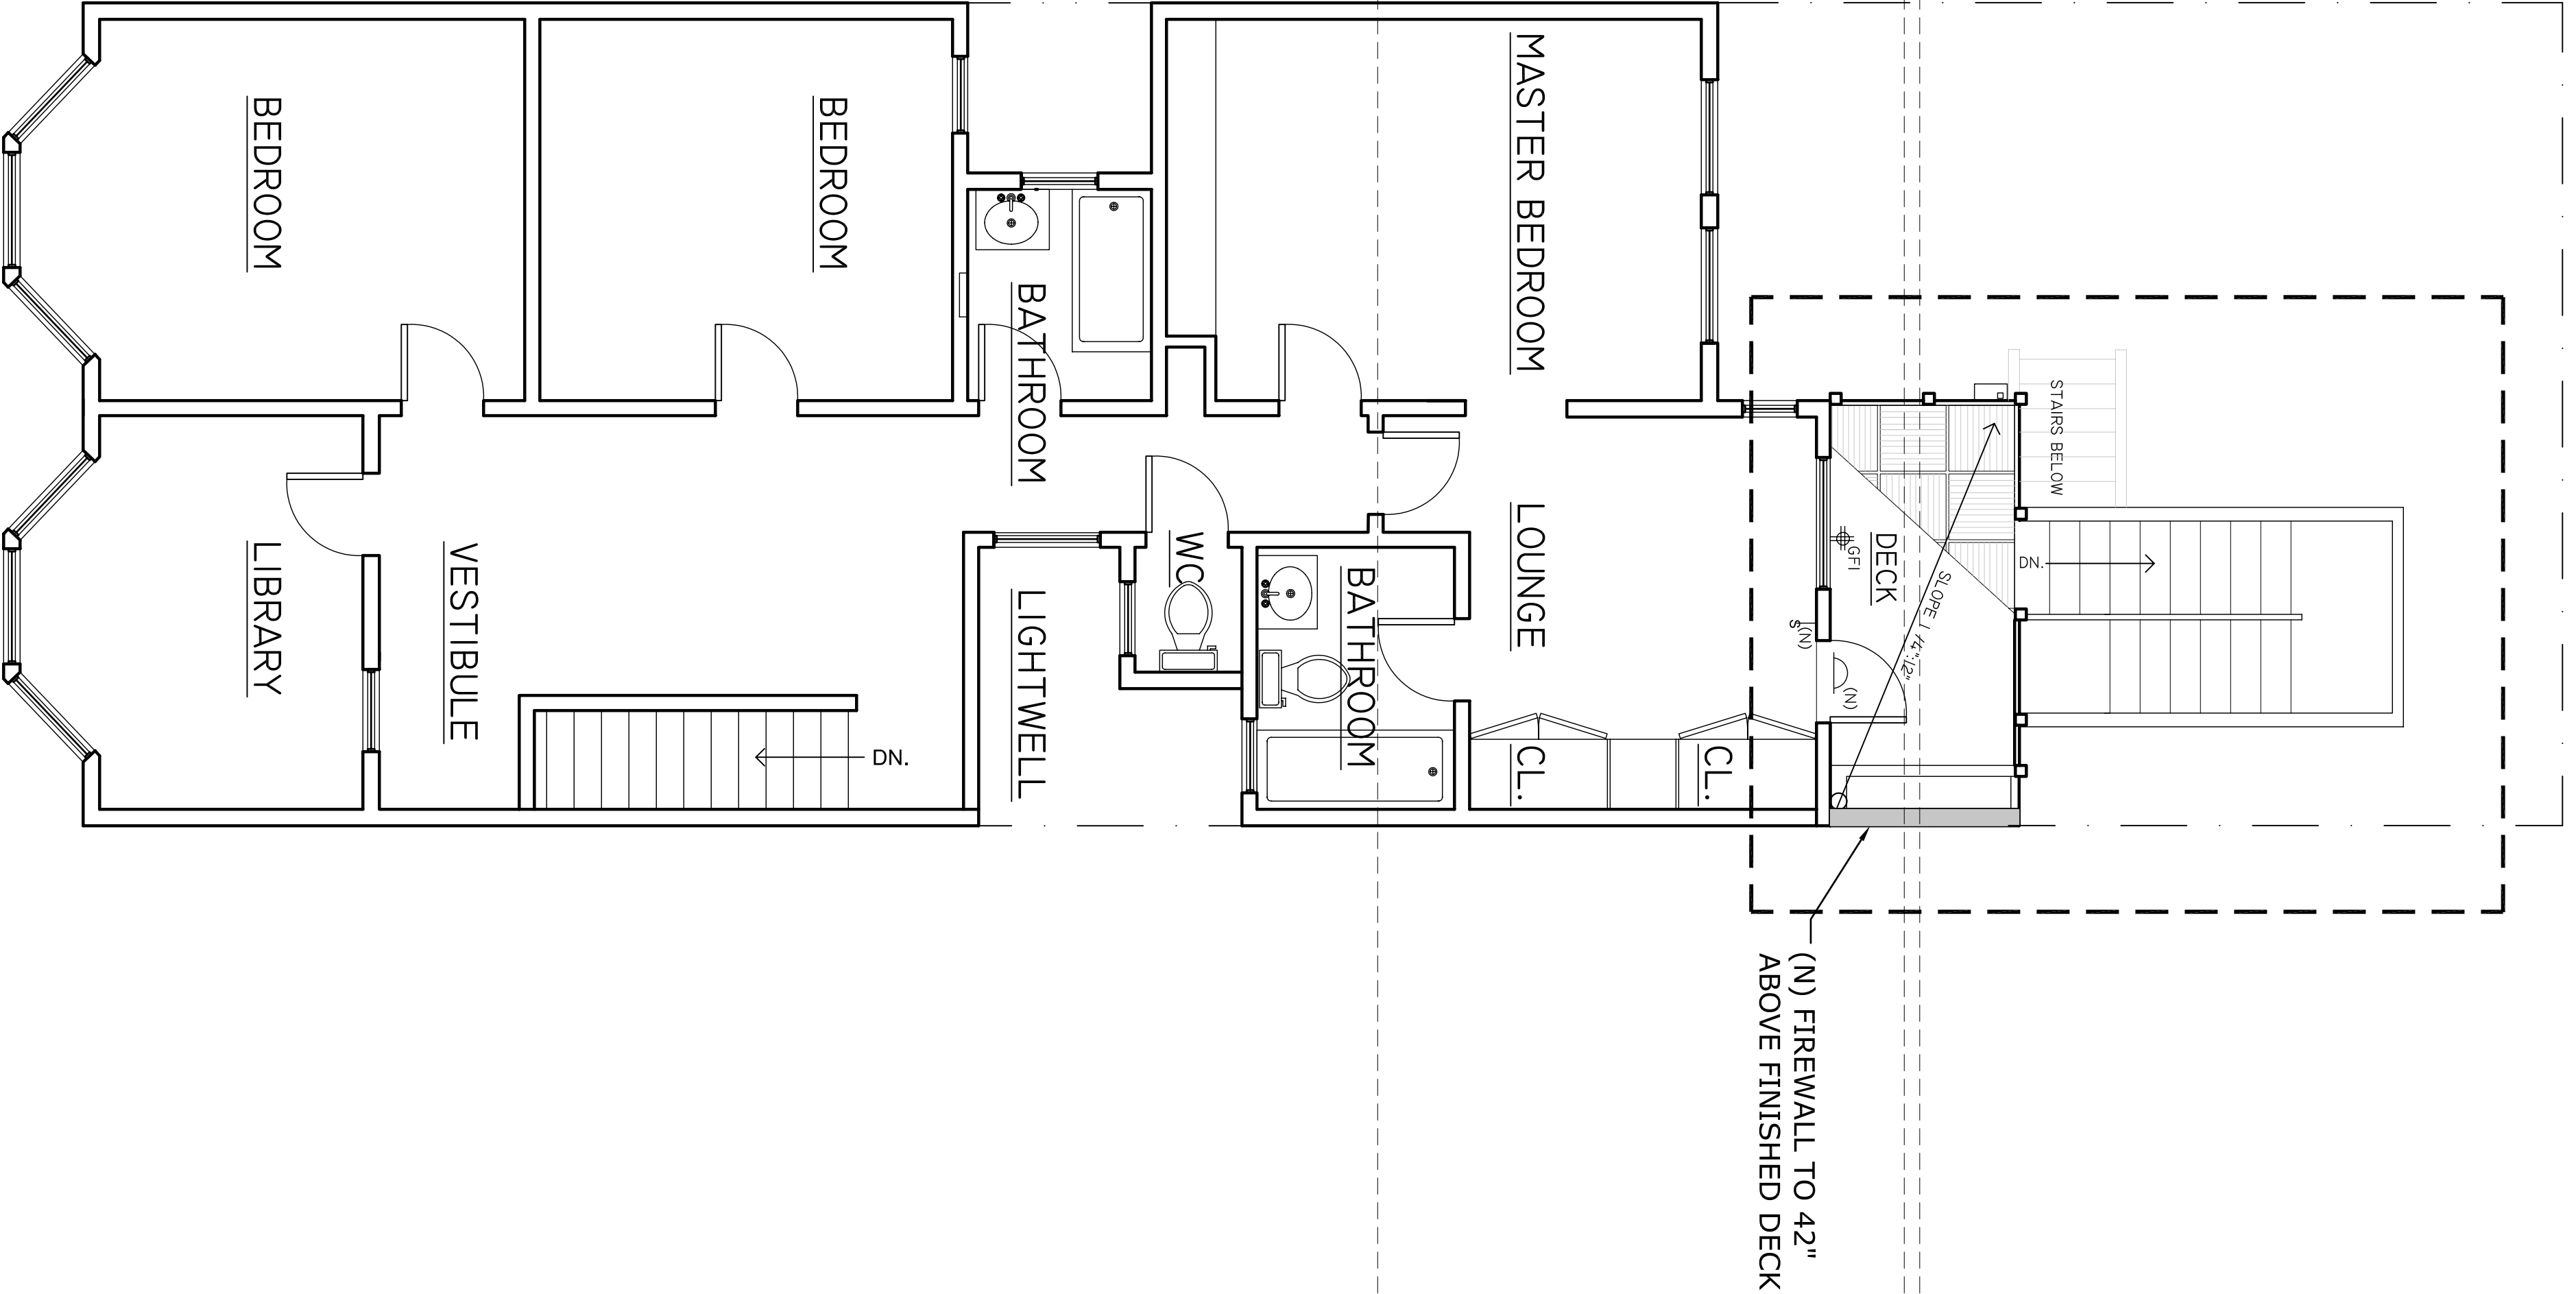 BEDROOM
BEDROOM
MASTER BEDROOM
BATHROOM
LIBRARY
VESTIBULE
LIGHTWELL
WC
BATHROOM
LOUNGE
CL.
CL.
DN.
DECK
GFI
S(N)
(N)
SLOPE 1/4":12"
STAIRS BELOW
DN.
(N) FIREWALL TO 42"
ABOVE FINISHED DECK